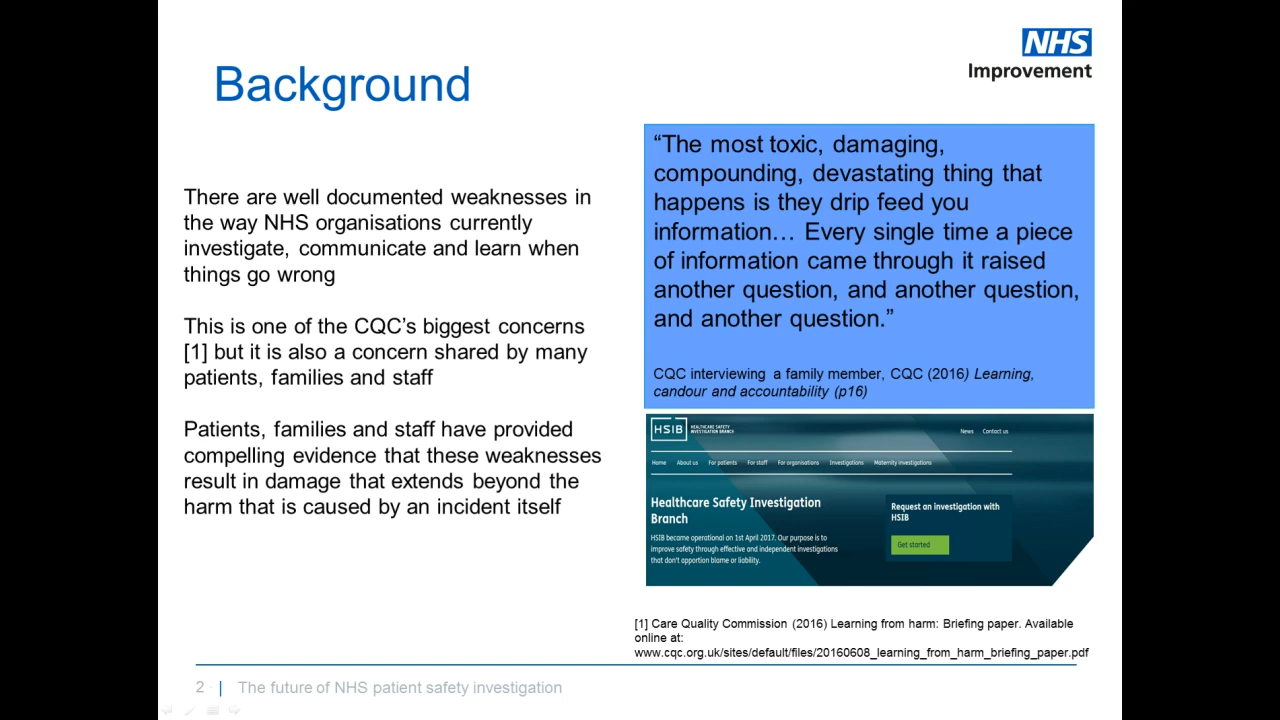 NHS
Improvement
Background
There are well documented weaknesses in
the way NHS organisations currently
investigate, communicate and learn when
things go wrong
This is one of the CQC’s biggest concerns
[1] but it is also a concern shared by many
patients, families and staff
Patients, families and staff have provided
compelling evidence that these weaknesses
result in damage that extends beyond the
harm that is caused by an incident itself
“The most toxic, damaging,
compounding, devastating thing that
happens is they drip feed you
information… Every single time a piece
of information came through it raised
another question, and another question,
and another question.”
CQC interviewing a family member, CQC (2016) Learning,
candour and accountability (p16)
HSIB HEALTHCARE SAFETY
INVESTIGATION BRANCH
News Contact us
Home About us For patients For staff For organisations Investigations Maternity investigations
Healthcare Safety Investigation
Branch
HSIB became operational on 1st April 2017. Our purpose is to
improve safety through effective and independent investigations
that don't apportion blame or liability.
Request an investigation with
HSIB
Get started
[1] Care Quality Commission (2016) Learning from harm: Briefing paper. Available
online at:
www.cqc.org.uk/sites/default/files/20160608_learning_from_harm_briefing_paper.pdf
2 | The future of NHS patient safety investigation